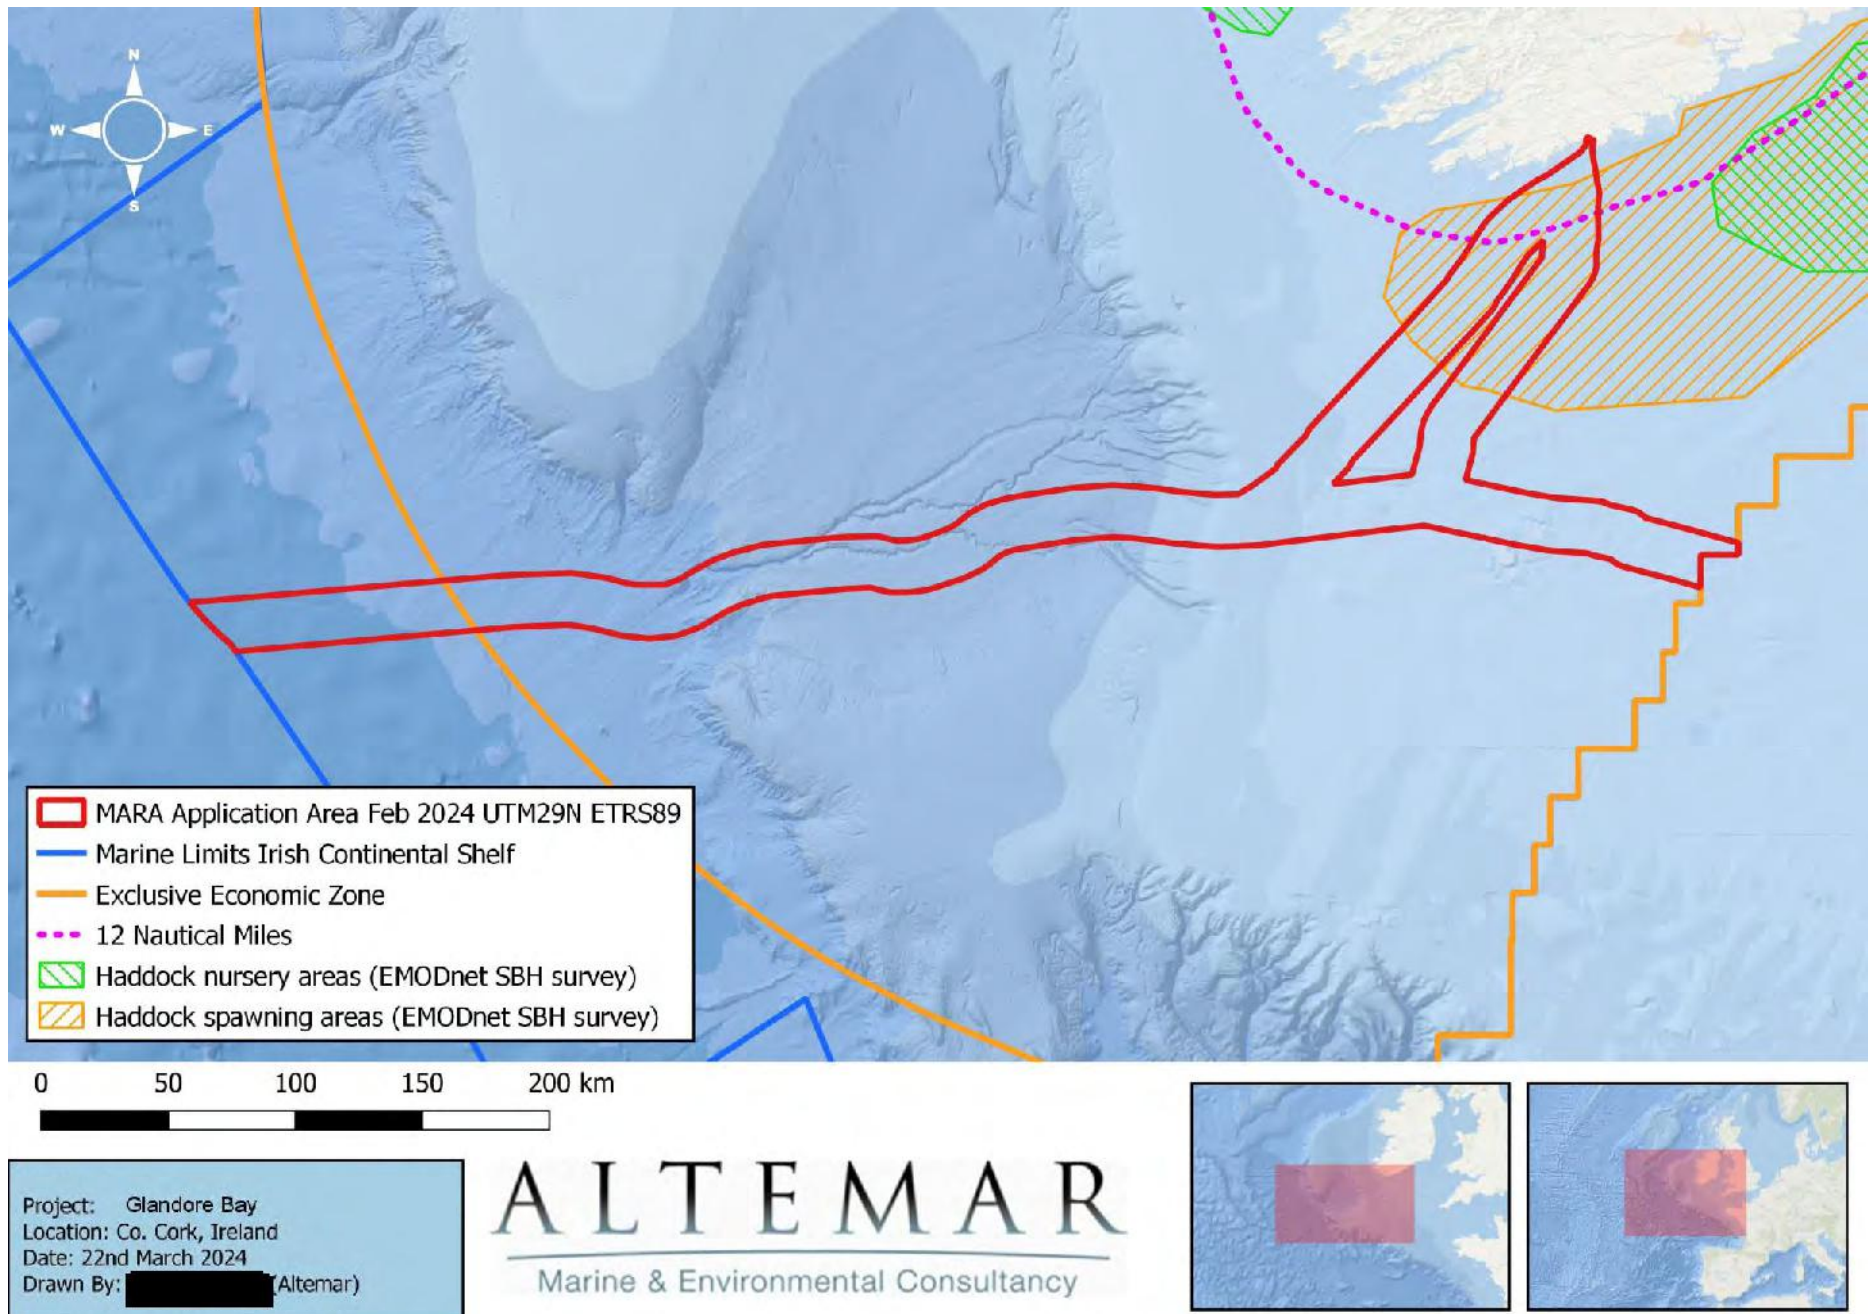 N
W E
S
MARA Application Area Feb 2024 UTM29N ETRS89
Marine Limits Irish Continental Shelf
Exclusive Economic Zone
12 Nautical Miles
Haddock nursery areas (EMODnet SBH survey)
Haddock spawning areas (EMODnet SBH survey)
0 50 100 150 200 km
Project: Glandore Bay
Location: Co. Cork, Ireland
Date: 22nd March 2024
Drawn By: (Altemar)
ALTEMAR
Marine & Environmental Consultancy